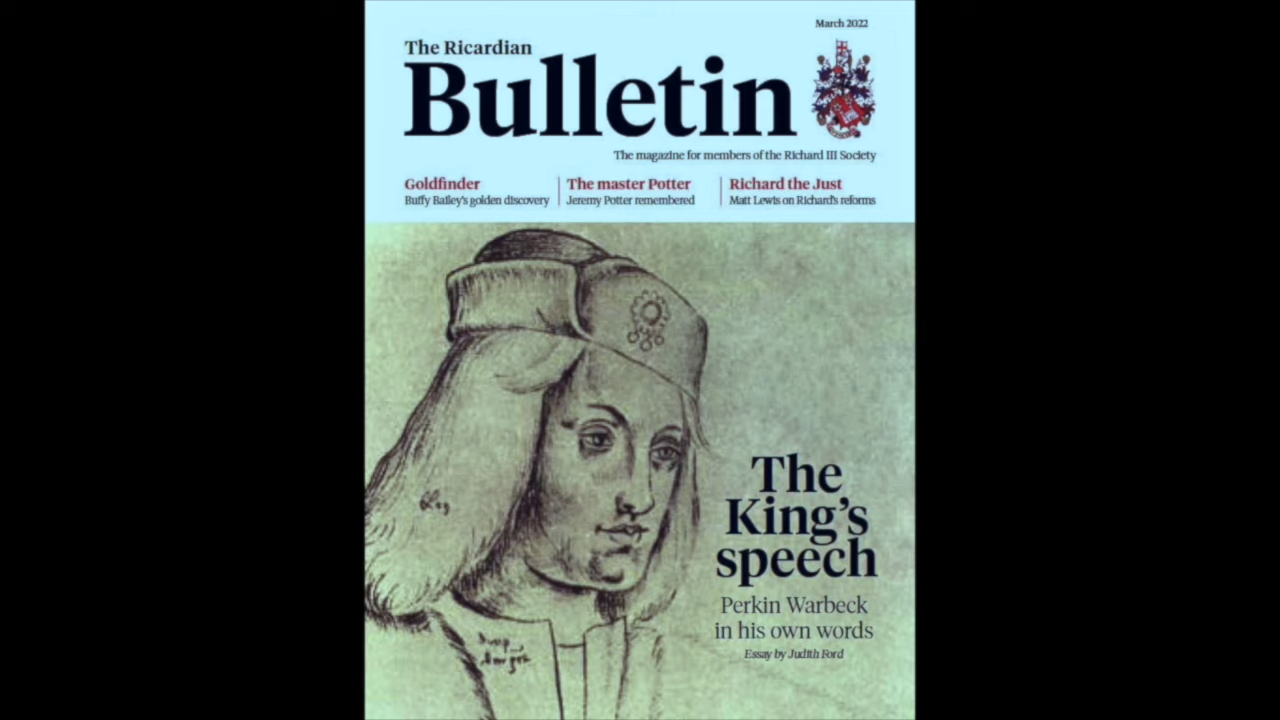 March 2022
The Ricardian
Bulletin
The magazine for members of the Richard III Society
Goldfinder
Buffy Bailey's golden discovery
The master Potter
Jeremy Potter remembered
Richard the Just
Matt Lewis on Richard's reforms
The
King's
speech
Perkin Warbeck
in his own words
Essay by Judith Ford